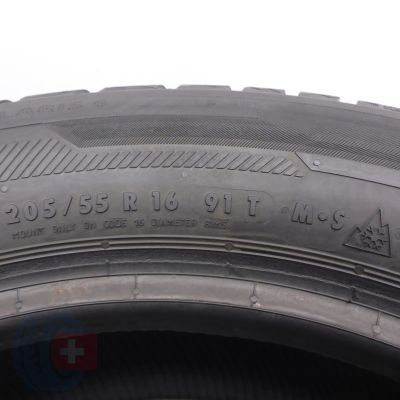 205/55 R 16 91 T M·S
MOUNT ONLY ON CODE 16 DIAMETER RIMS.